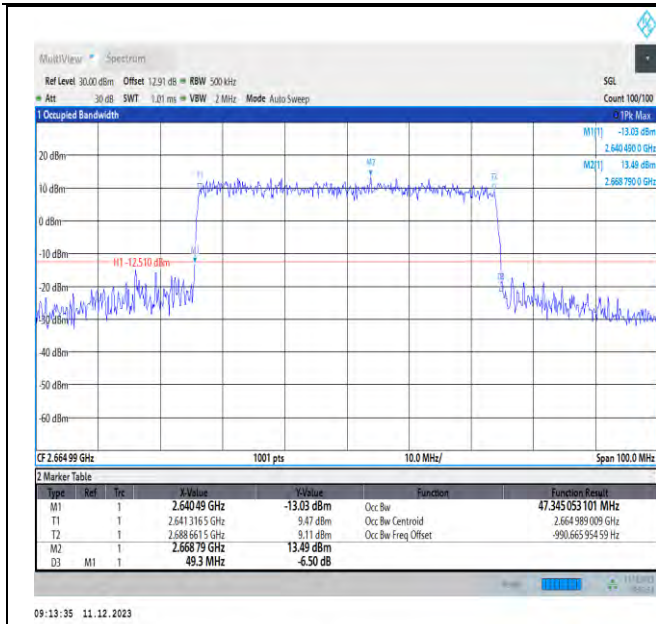 MultiView Spectrum
Ref Level 30.00 dBm Offset 12.91 dB RBW 500 kHz SGL
Att 30 dB SWT 1.01 ms VBW 2 MHz Mode Auto Sweep Count 100/100
1 Occupied Bandwidth 1Pk Max
M1[1] -13.03 dBm
2.640 490 0 GHz
M2[1] 13.49 dBm
2.668 790 0 GHz
M2
20 dBm
10 dBm
0 dBm
-10 dBm
M1
H1 -12.510 dBm
-20 dBm
-30 dBm
-40 dBm
-50 dBm
-60 dBm
CF 2.664 99 GHz 1001 pts 10.0 MHz/ Span 100.0 MHz
2 Marker Table
Type Ref Trc X-Value Y-Value Function Function Result
M1 1 2.640 49 GHz -13.03 dBm Occ Bw 47.345 053 101 MHz
T1 1 2.641 316 5 GHz 9.47 dBm Occ Bw Centroid 2.664 989 009 GHz
T2 1 2.688 661 5 GHz 9.11 dBm Occ Bw Freq Offset -990.665 954 59 Hz
M2 1 2.668 79 GHz 13.49 dBm
D3 M1 1 49.3 MHz -6.50 dB
09:13:35 11.12.2023